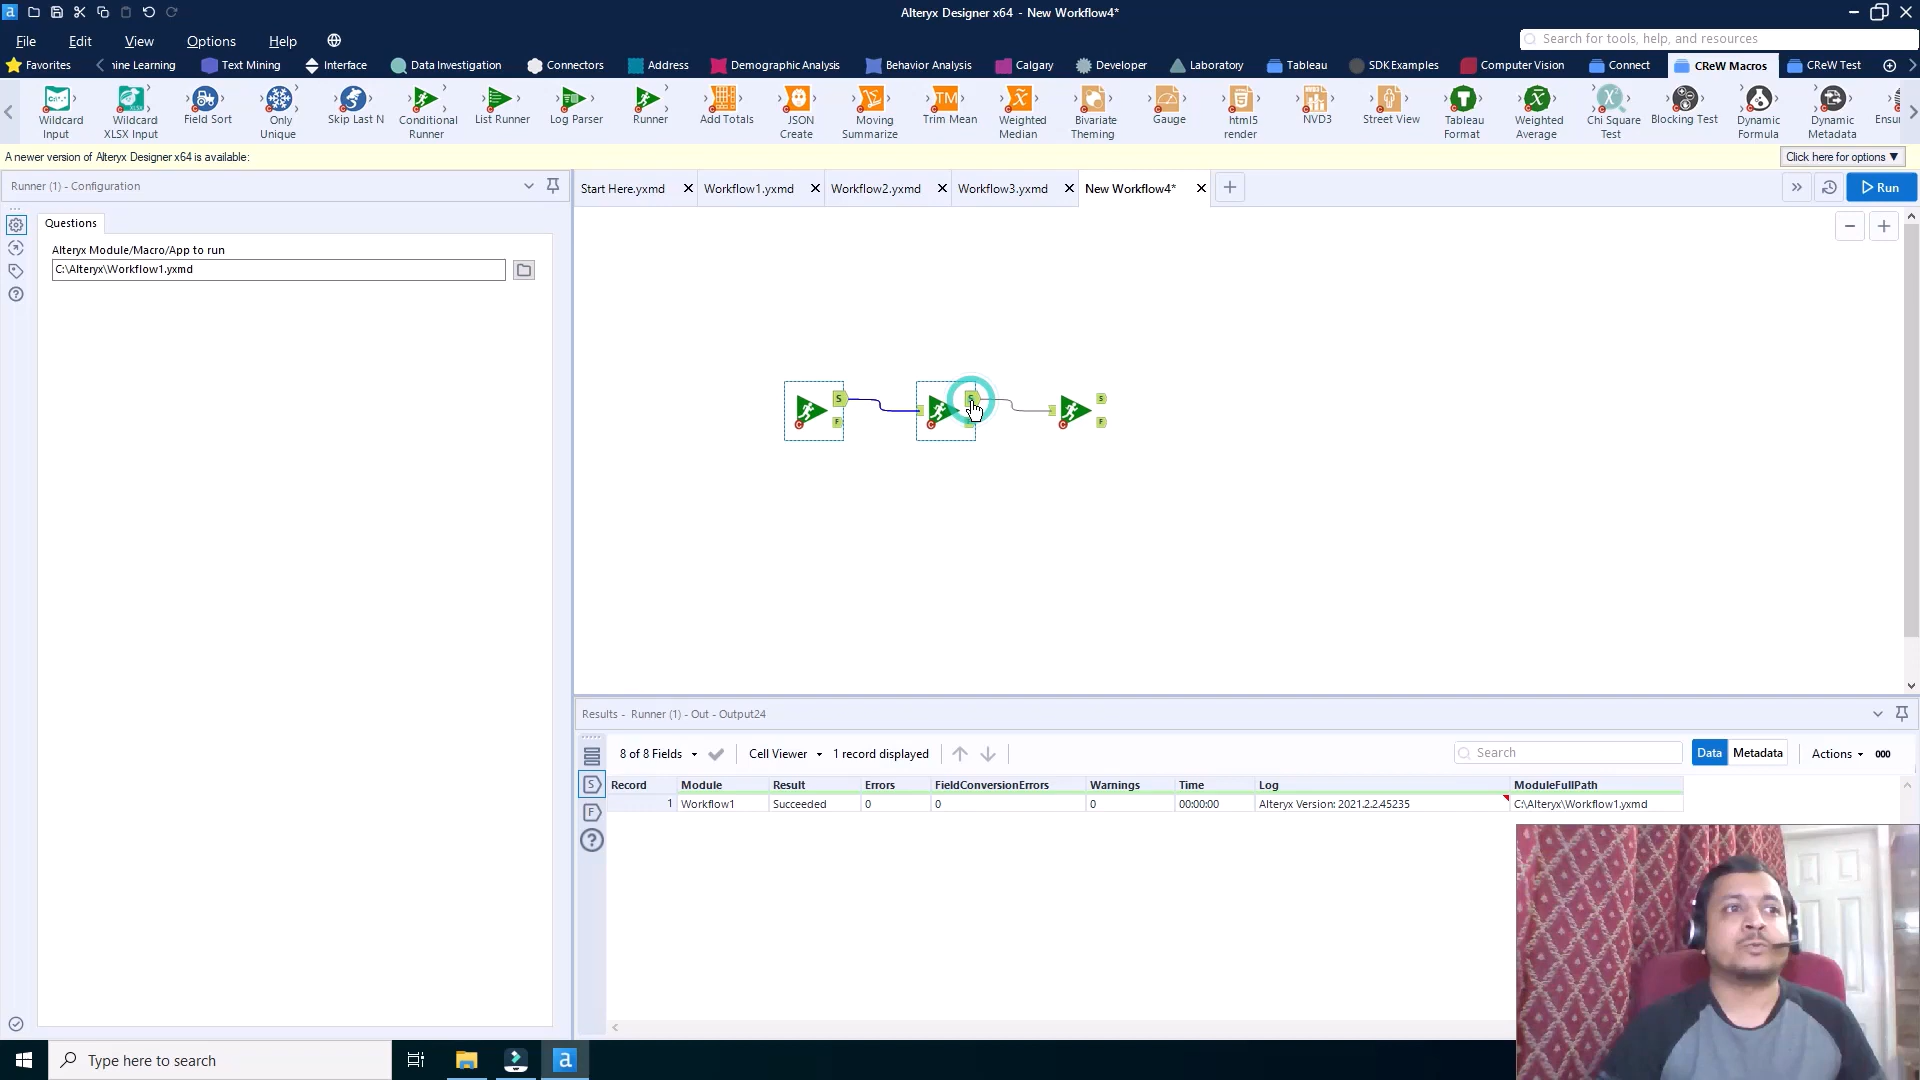 Alteryx Designer x64 - New Workflow4*
File Edit View Options Help
Search for tools, help, and resources
Favorites
Text Mining Interface Data Investigation Connectors Address Demographic Analysis Behavior Analysis Calgary Developer Laboratory Tableau SDK Examples Computer Vision Connect CReW Macros CReW Test
Wildcard Input
Wildcard XLSX Input
Field Sort
Only Unique
Skip Last N
Conditional Runner
List Runner
Log Parser
Runner
Add Totals
JSON Create
Moving Summarize
Trim Mean
Weighted Median
Bivariate Theming
Gauge
html5 render
NVD3
Street View
Tableau Format
Weighted Average
Chi Square Test
Blocking Test
Dynamic Formula
Dynamic Metadata
A newer version of Alteryx Designer x64 is available:
Click here for options ▼
Runner (1) - Configuration
Start Here.yxmd Workflow1.yxmd Workflow2.yxmd Workflow3.yxmd New Workflow4*
Run
Questions
Alteryx Module/Macro/App to run
C:\Alteryx\Workflow1.yxmd
S S S
F F
Results - Runner (1) - Out - Output24
8 of 8 Fields Cell Viewer 1 record displayed
Search
Data Metadata Actions 000
Record Module Result Errors FieldConversionErrors Warnings Time Log ModuleFullPath
1 Workflow1 Succeeded 0 0 0 00:00:00 Alteryx Version: 2021.2.2.45235 C:\Alteryx\Workflow1.yxmd
S
F
Type here to search